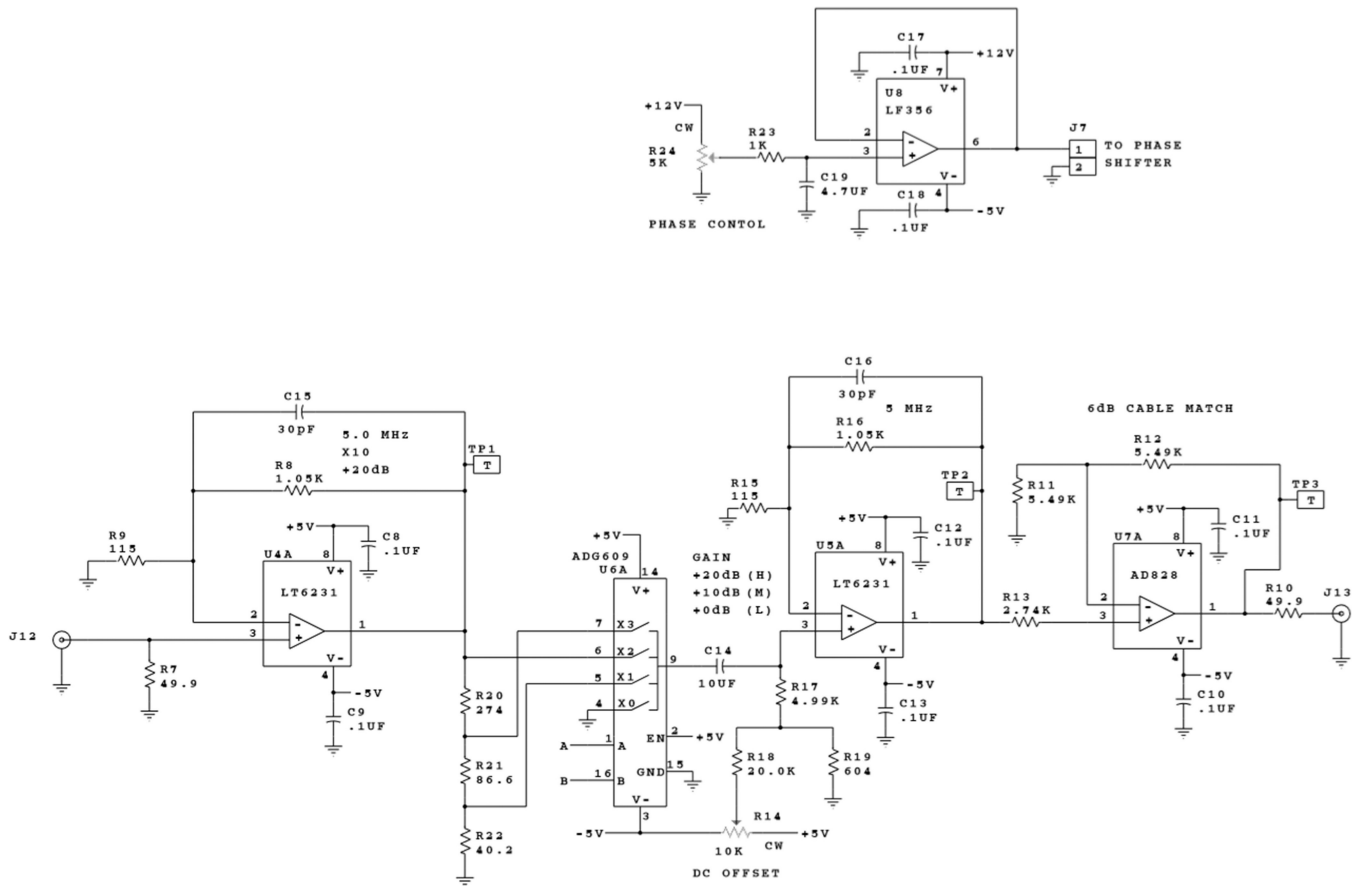 C17
.1UF
+12V
7
V+
U8
LF356
2
-
3
+
6
V-
4
C18
.1UF
-5V
+12V
CW
R24
5K
R23
1K
C19
4.7UF
PHASE CONTOL
J7
1
2
TO PHASE
SHIFTER
C15
30pF
5.0 MHz
X10
+20dB
R8
1.05K
TP1
T
R9
115
+5V
C8
.1UF
U4A
8
V+
LT6231
2
-
3
+
1
V-
4
-5V
C9
.1UF
J12
R7
49.9
R20
274
R21
86.6
R22
40.2
+5V
ADG609
U6A
14
V+
7
X3
6
X2
5
X1
4
X0
9
A
1
A
B
16
B
EN
2
+5V
GND
15
V-
3
-5V
GAIN
+20dB (H)
+10dB (M)
+0dB (L)
C14
10UF
R17
4.99K
R18
20.0K
R19
604
R14
10K
CW
+5V
DC OFFSET
C16
30pF
5 MHz
R16
1.05K
R15
115
TP2
T
+5V
C12
.1UF
U5A
8
V+
LT6231
2
-
3
+
1
V-
4
-5V
C13
.1UF
R13
2.74K
6dB CABLE MATCH
R12
5.49K
R11
5.49K
TP3
T
+5V
C11
.1UF
U7A
8
V+
AD828
2
-
3
+
1
V-
4
-5V
C10
.1UF
R10
49.9
J13